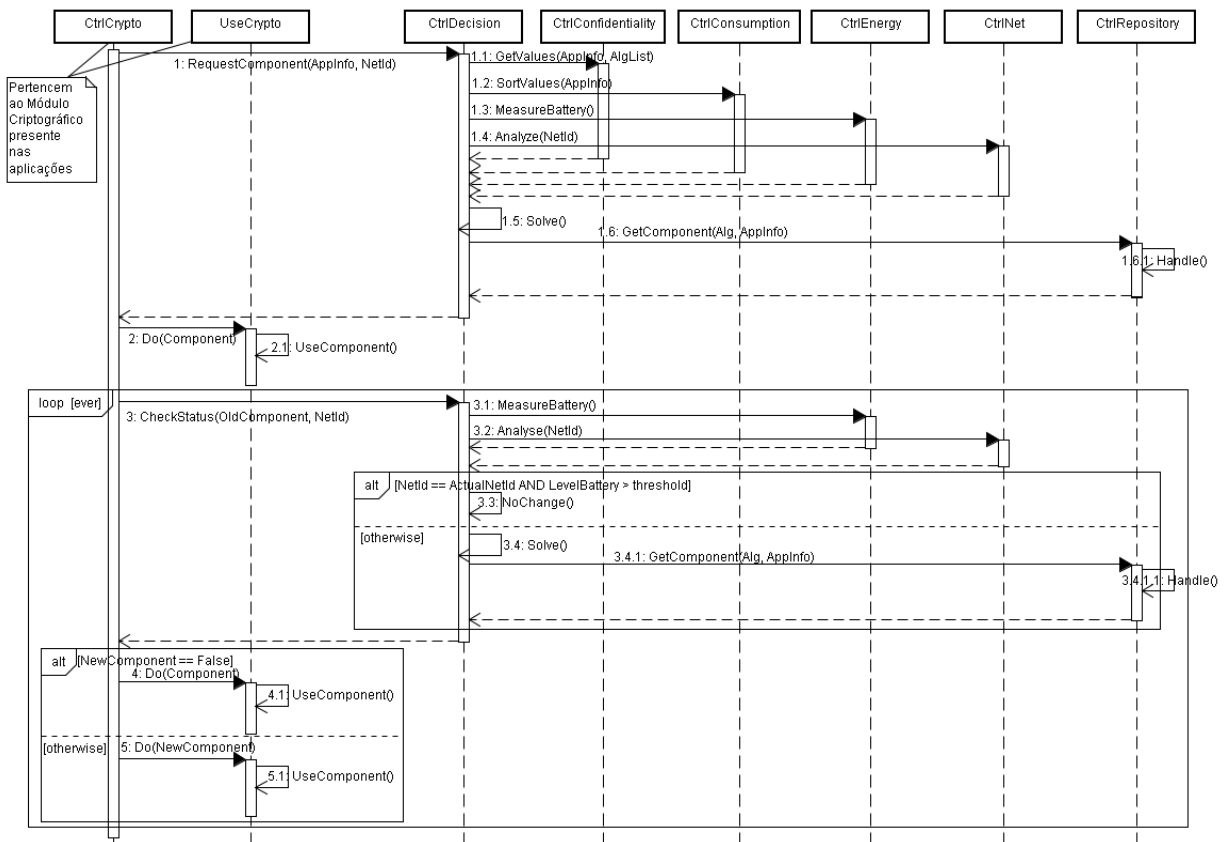 CtrlCrypto
UseCrypto
CtrlDecision
CtrlConfidentiality
CtrlConsumption
CtrlEnergy
CtrlNet
CtrlRepository
Pertencem
ao Módulo
Criptográfico
presente
nas
aplicações
1: RequestComponent(AppInfo, NetId)
1.1: GetValues(AppInfo, AlgList)
1.2: SortValues(AppInfo)
1.3: MeasureBattery()
1.4: Analyze(NetId)
1.5: Solve()
1.6: GetComponent(Alg, AppInfo)
1.6.1: Handle()
2: Do(Component)
2.1: UseComponent()
loop [ever]
3: CheckStatus(OldComponent, NetId)
3.1: MeasureBattery()
3.2: Analyse(NetId)
alt [NetId == ActualNetId AND LevelBattery > threshold]
3.3: NoChange()
[otherwise]
3.4: Solve()
3.4.1: GetComponent(Alg, AppInfo)
3.4.1.1: Handle()
alt [NewComponent == False]
4: Do(Component)
4.1: UseComponent()
[otherwise]
5: Do(NewComponent)
5.1: UseComponent()